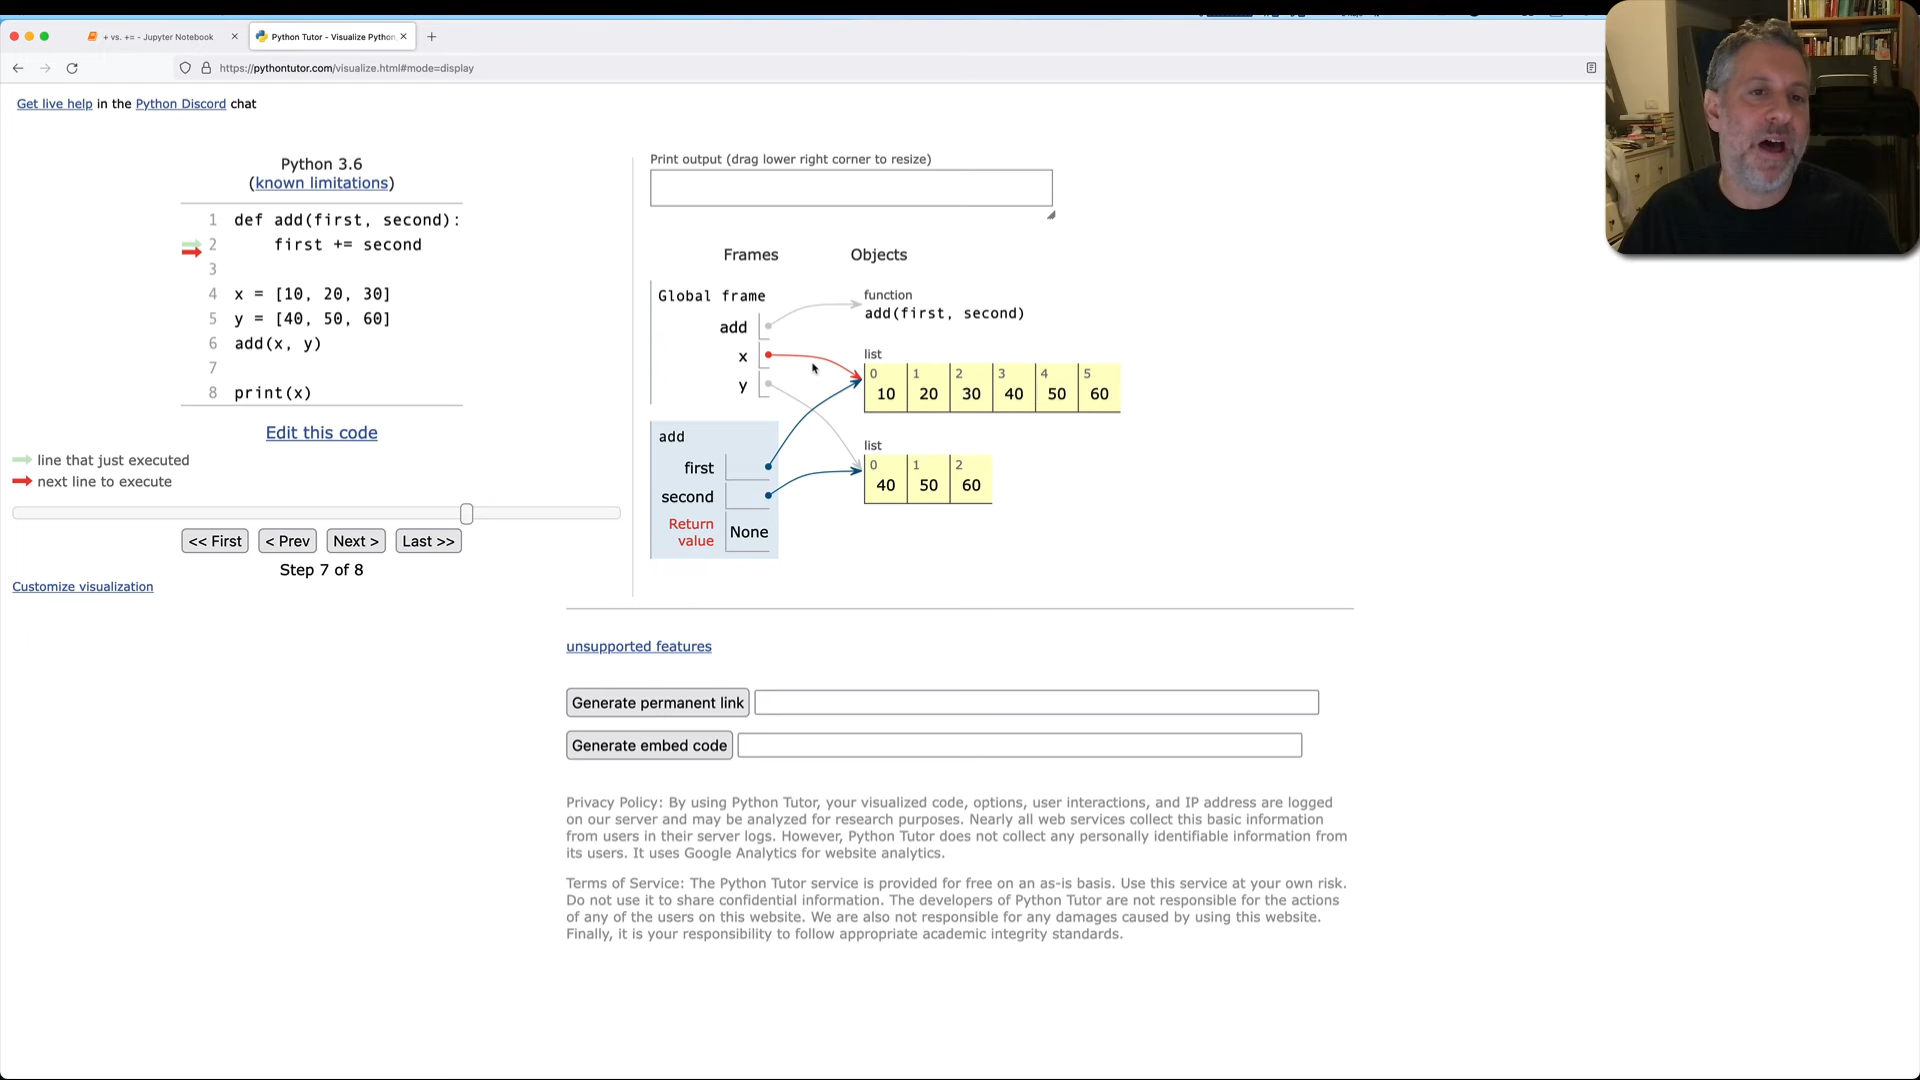 + vs. += - Jupyter Notebook
Python Tutor - Visualize Python
https://pythontutor.com/visualize.html#mode=display
Get live help in the Python Discord chat
Python 3.6
(known limitations)
1 def add(first, second):
2 first += second
3
4 x = [10, 20, 30]
5 y = [40, 50, 60]
6 add(x, y)
7
8 print(x)
Edit this code
line that just executed
next line to execute
<< First < Prev Next > Last >>
Step 7 of 8
Customize visualization
Print output (drag lower right corner to resize)
Frames Objects
Global frame
add
x
y
function
add(first, second)
list
0 1 2 3 4 5
10 20 30 40 50 60
list
0 1 2
40 50 60
add
first
second
Return
value
None
unsupported features
Generate permanent link
Generate embed code
Privacy Policy: By using Python Tutor, your visualized code, options, user interactions, and IP address are logged
on our server and may be analyzed for research purposes. Nearly all web services collect this basic information
from users in their server logs. However, Python Tutor does not collect any personally identifiable information from
its users. It uses Google Analytics for website analytics.
Terms of Service: The Python Tutor service is provided for free on an as-is basis. Use this service at your own risk.
Do not use it to share confidential information. The developers of Python Tutor are not responsible for the actions
of any of the users on this website. We are also not responsible for any damages caused by using this website.
Finally, it is your responsibility to follow appropriate academic integrity standards.